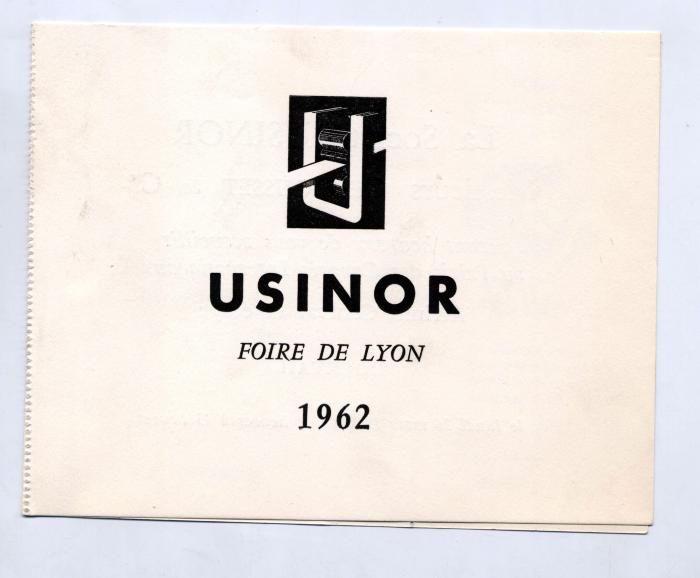 USINOR
FOIRE DE LYON
1962